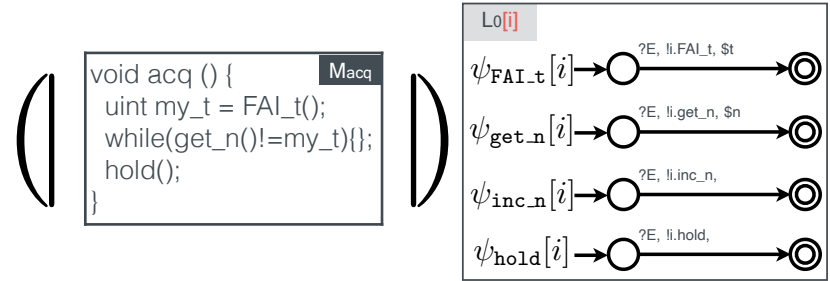 void acq () {
Macq
uint my_t = FAI_t();
while(get_n()!=my_t){};
hold();
}
L0[i]
ψFAI_t[i]
?E, !i.FAI_t, $t
ψget_n[i]
?E, !i.get_n, $n
ψinc_n[i]
?E, !i.inc_n,
ψhold[i]
?E, !i.hold,